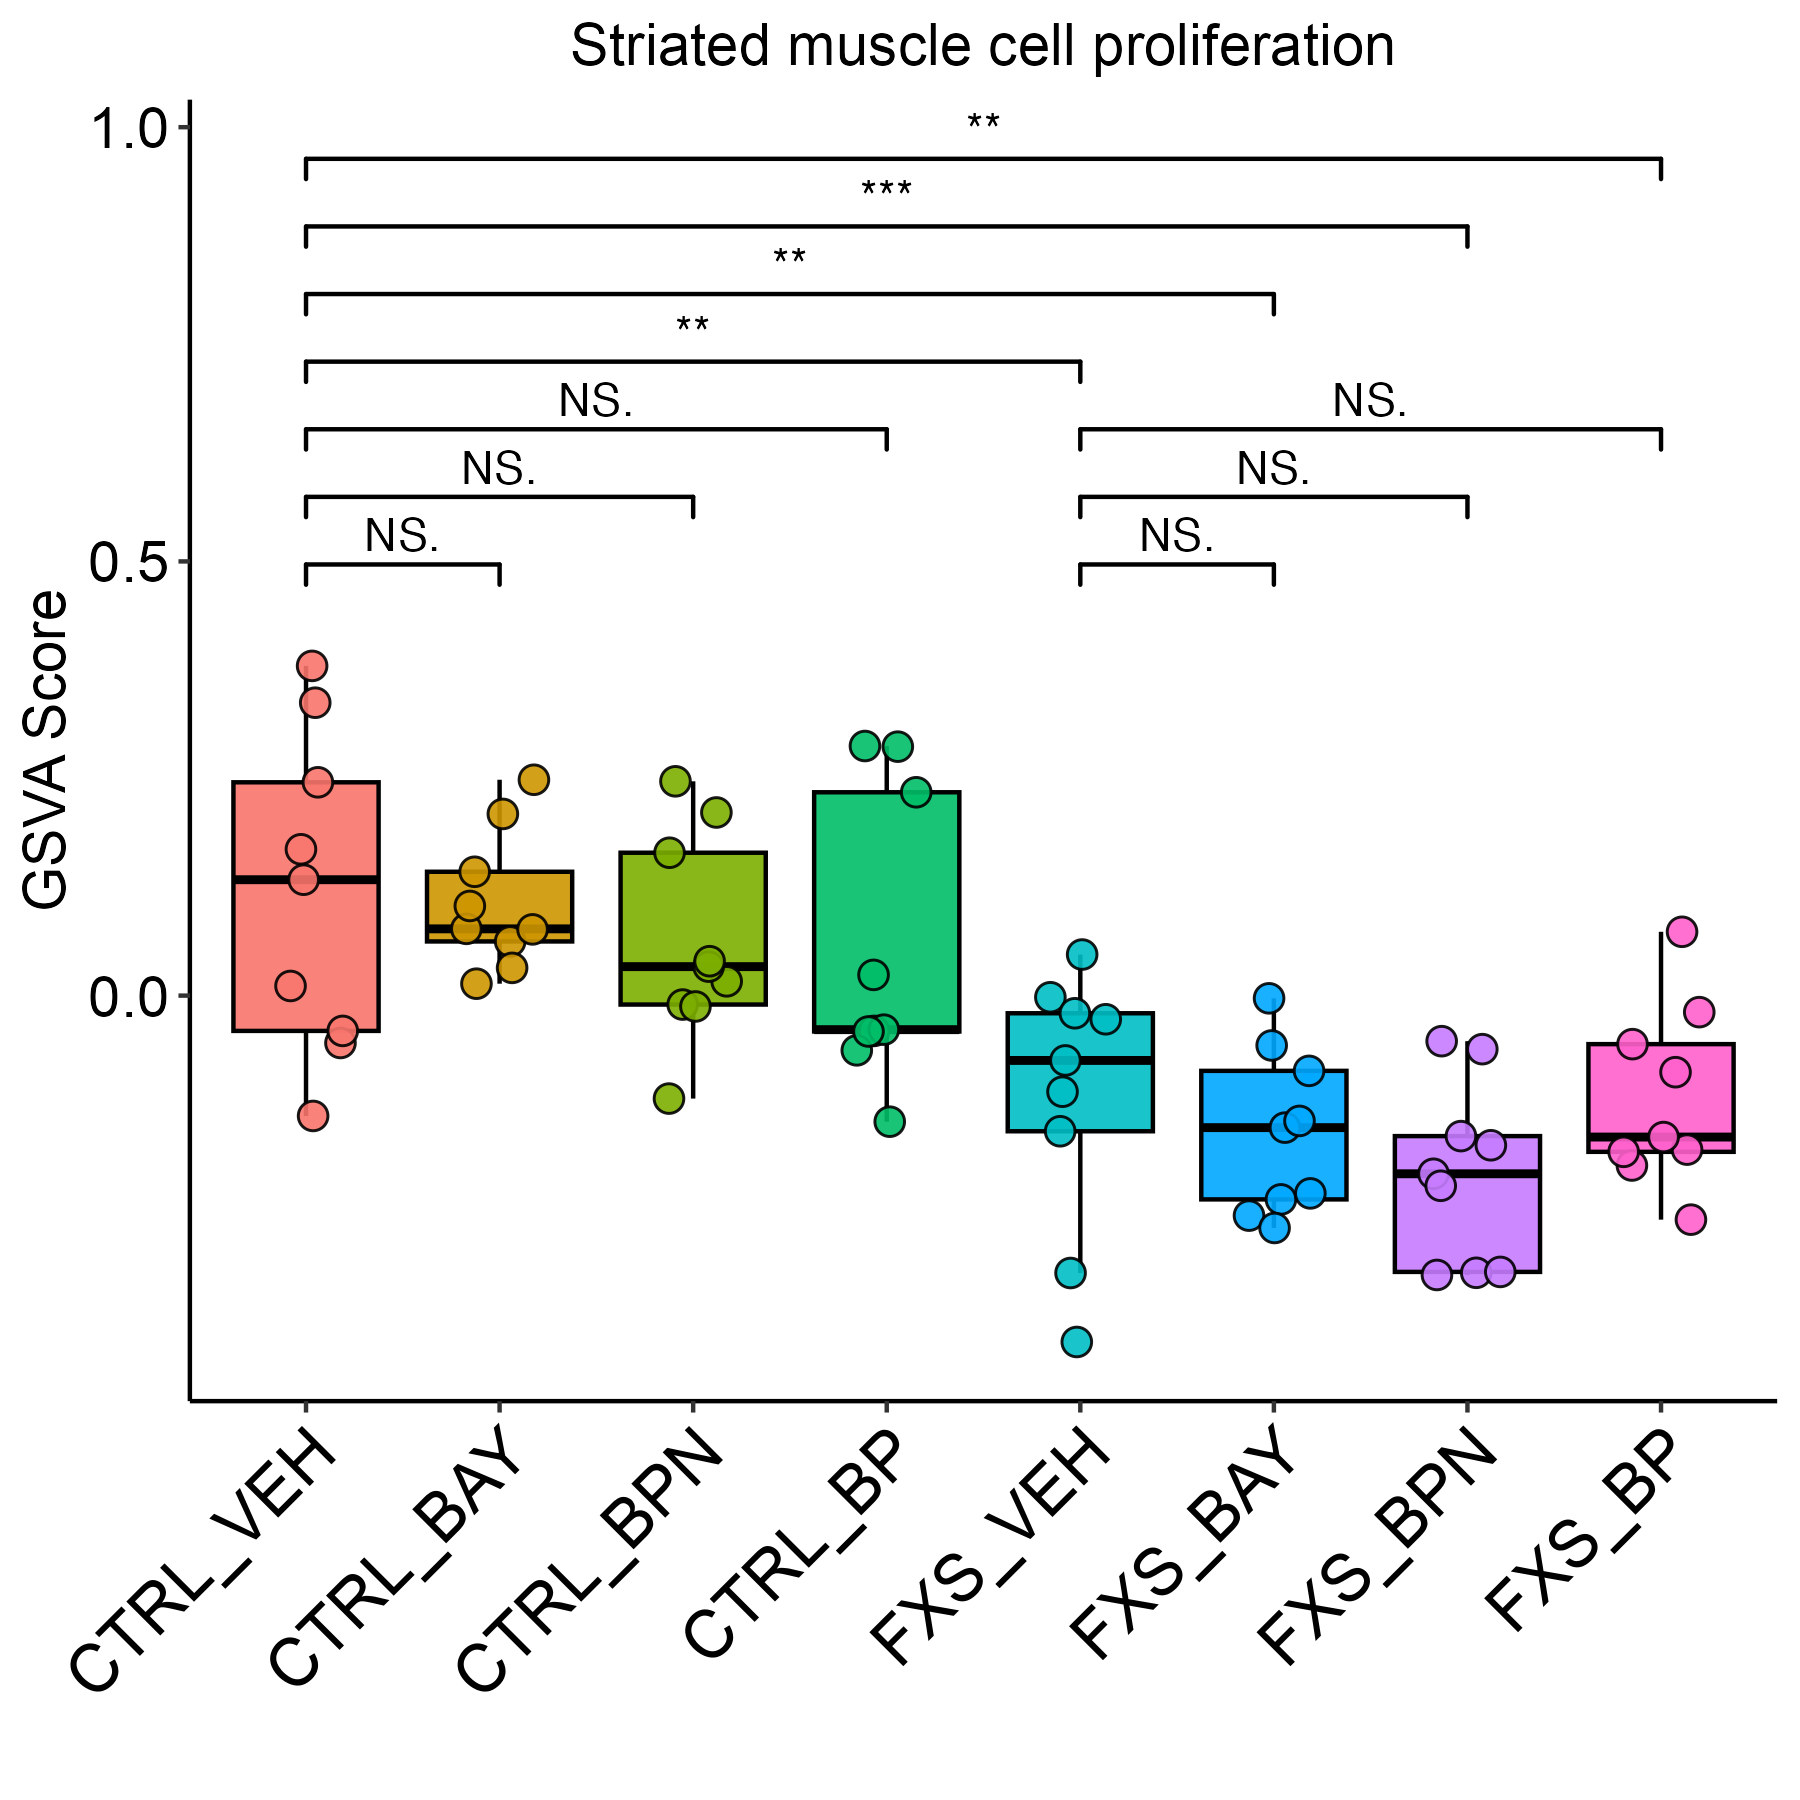 Striated muscle cell proliferation
1.0
**
***
**
**
NS.
NS.
NS.
NS.
NS.
NS.
0.5
0.0
GSVA Score
CTRL_VEH
CTRL_BAY
CTRL_BPN
CTRL_BP
FXS_VEH
FXS_BAY
FXS_BPN
FXS_BP